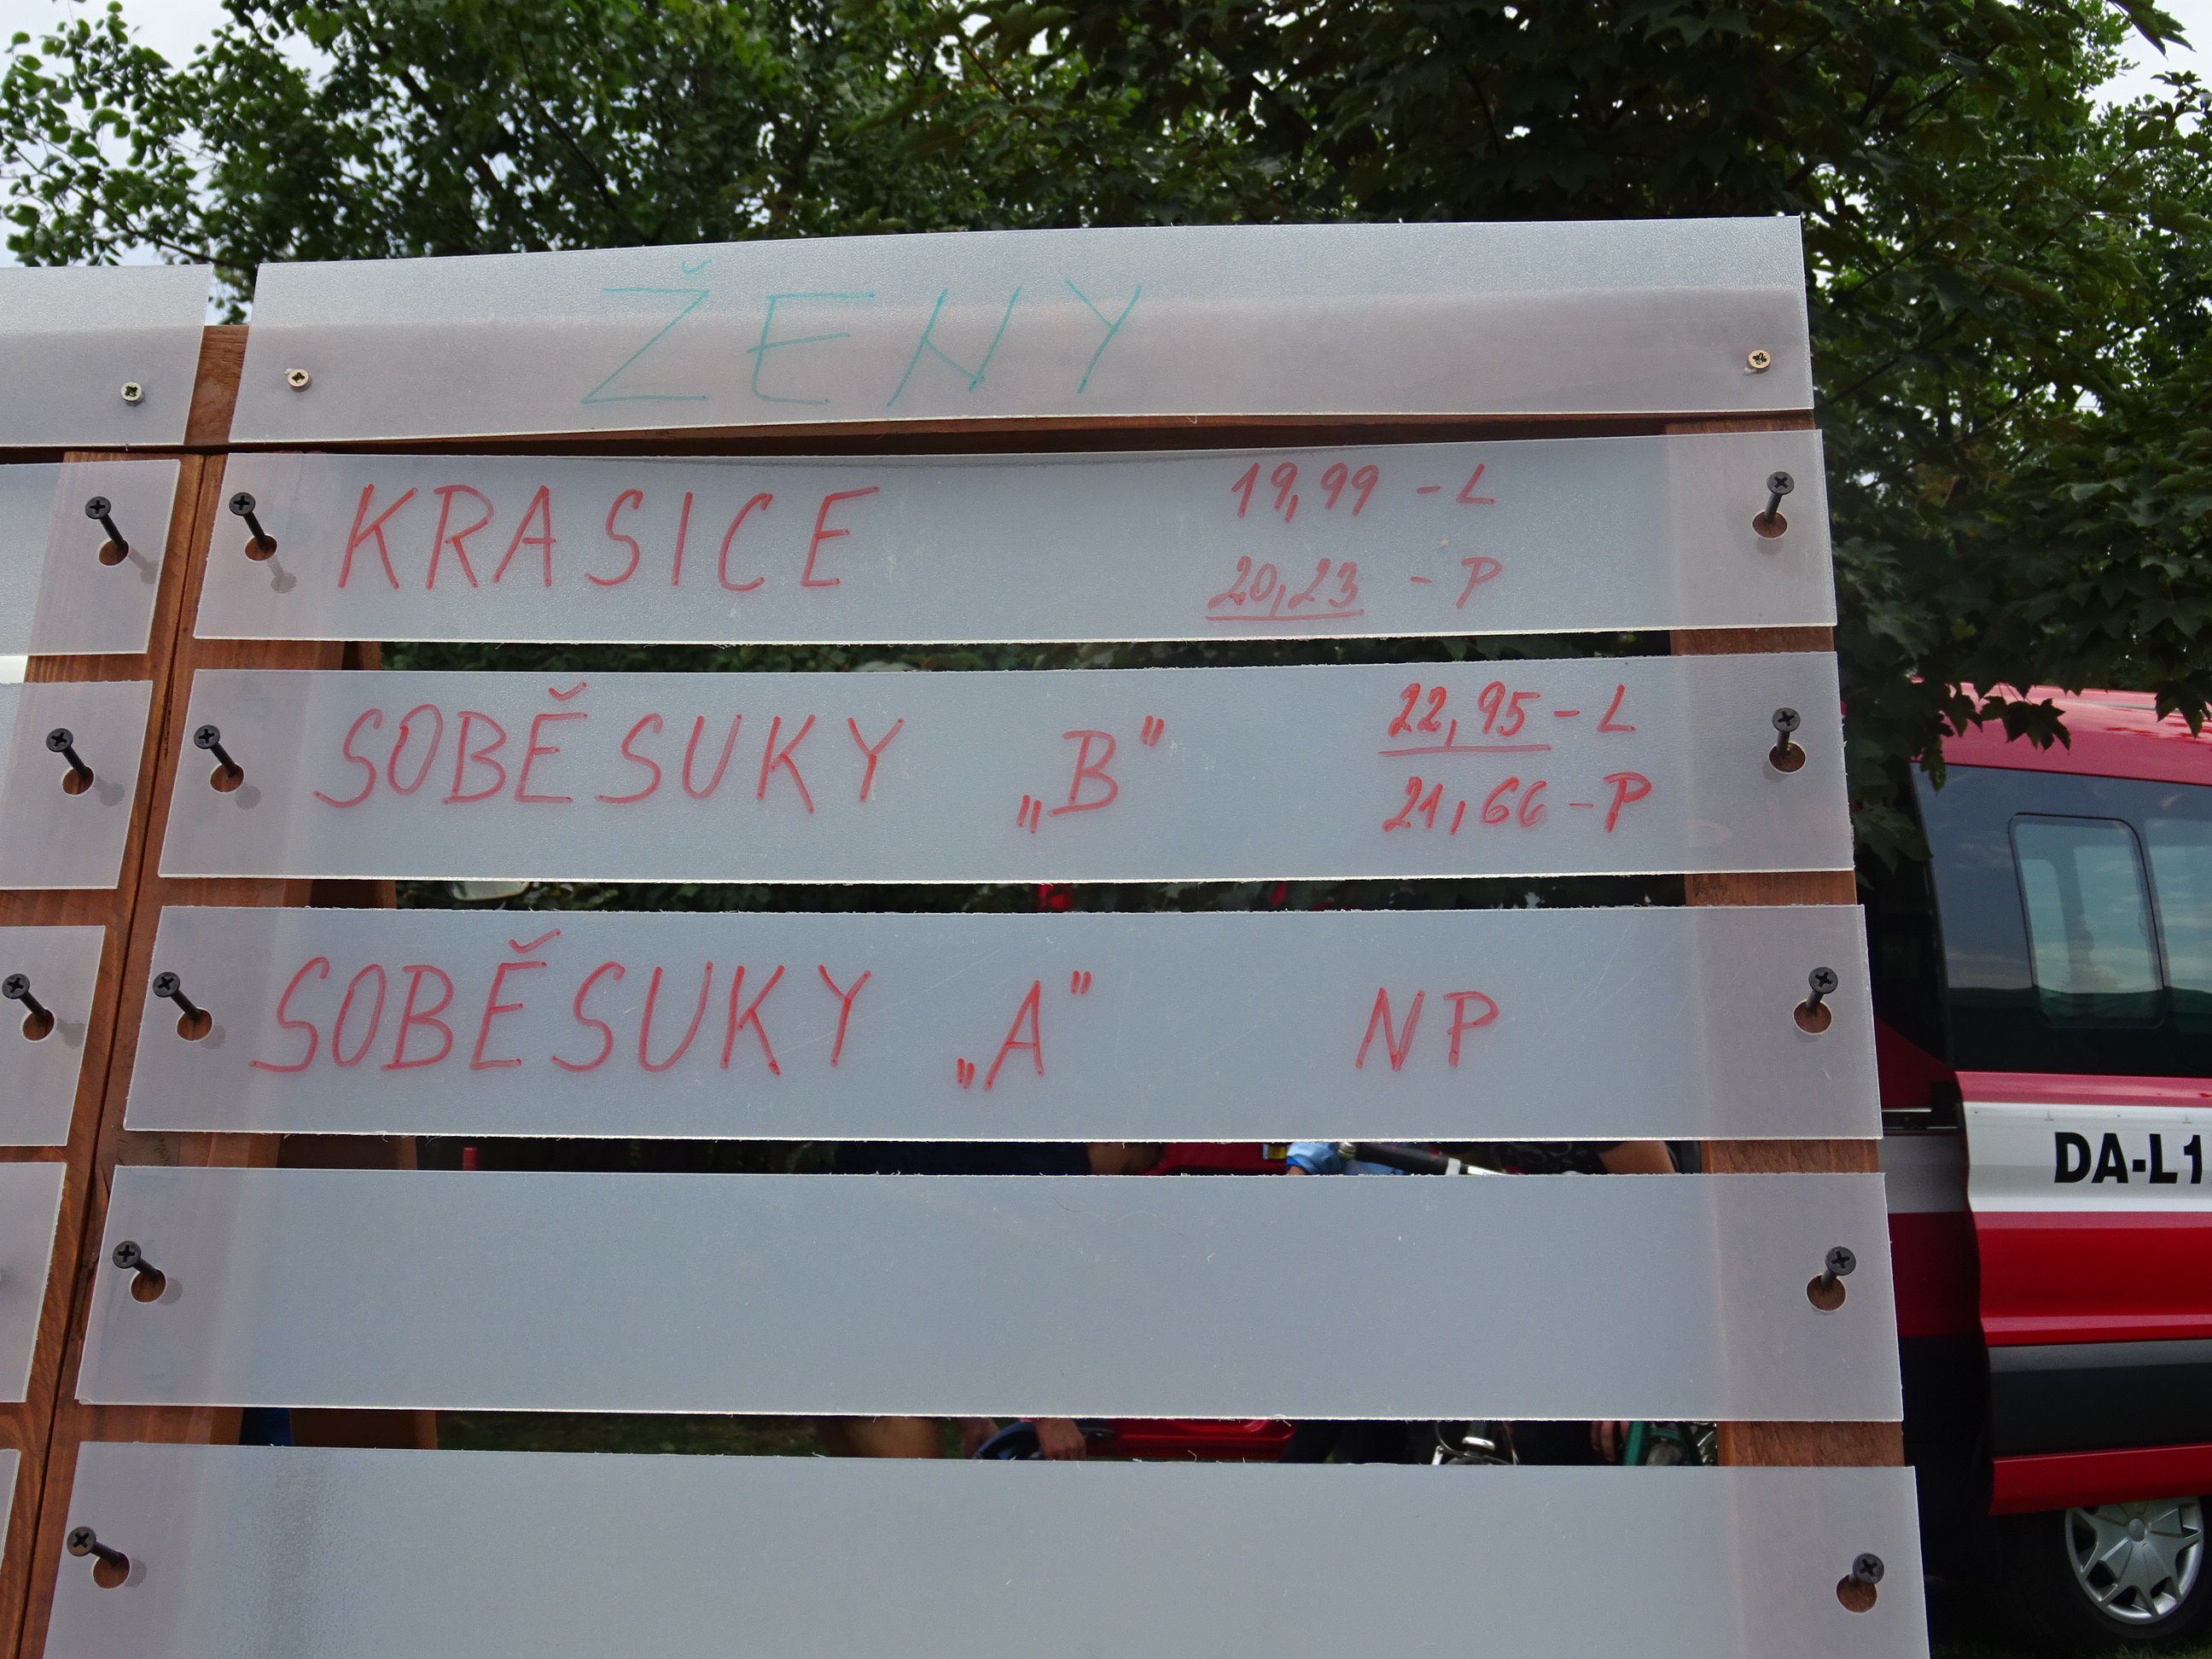 ŽENY
KRASICE 19,99 - L
20,23 - P
SOBĚSUKY „B" 22,95 - L
21,66 - P
SOBĚSUKY „A" NP
DA-L1